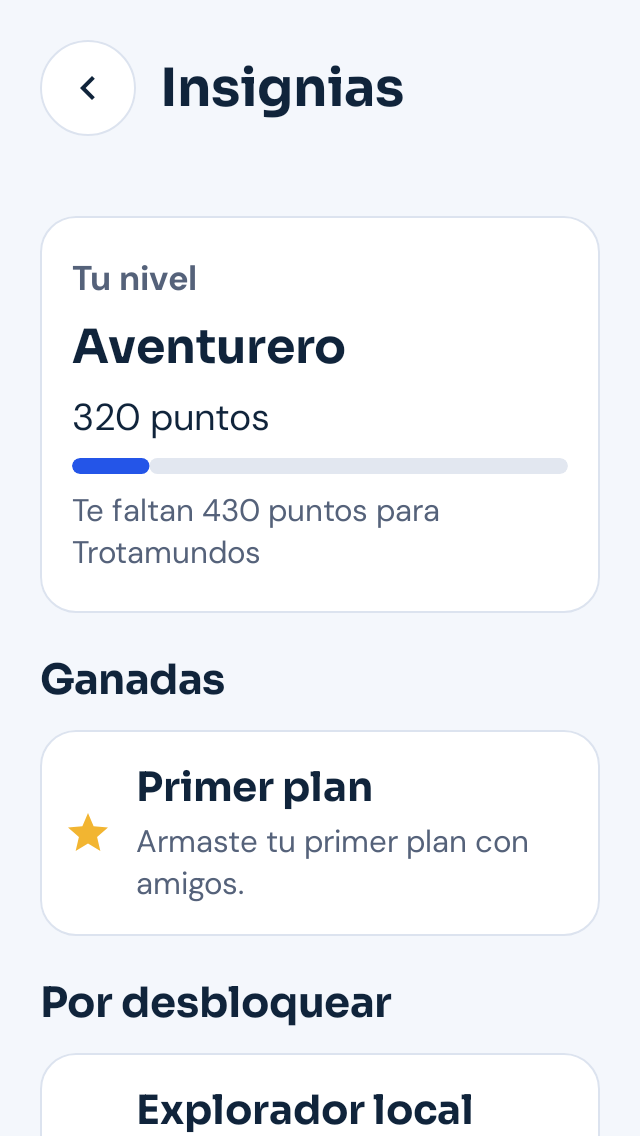 Insignias
Tu nivel
Aventurero
320 puntos
Te faltan 430 puntos para
Trotamundos
Ganadas
Primer plan
Armaste tu primer plan con
amigos.
Por desbloquear
Explorador local